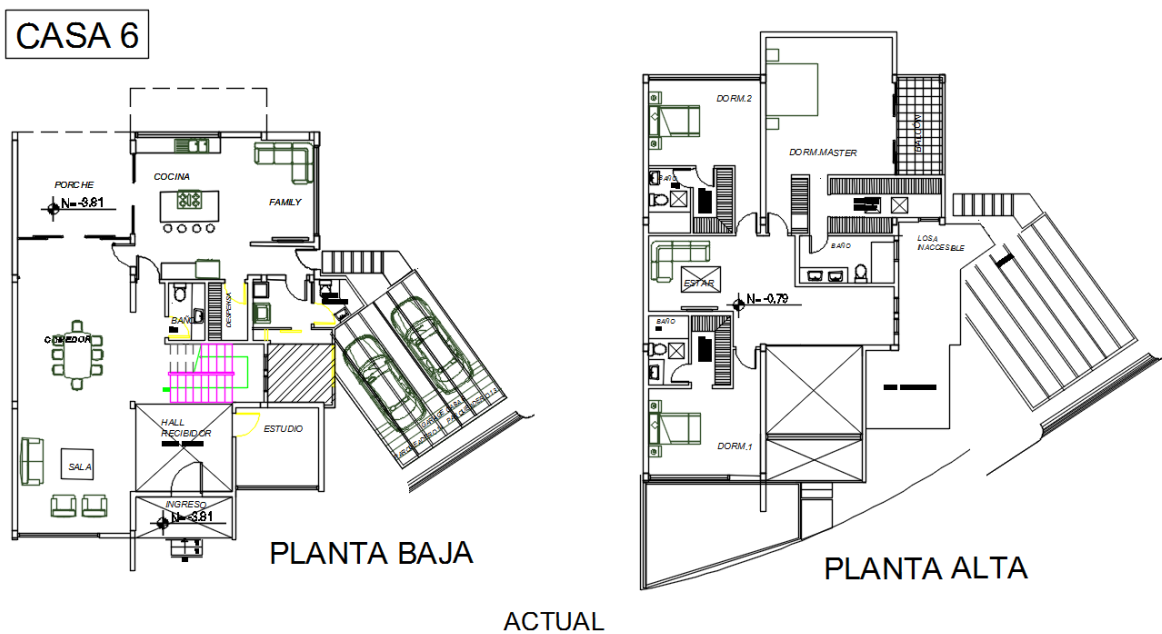 CASA 6
PORCHE
N=-3.81
COCINA
FAMILY
BAÑO
DESPENSA
COMEDOR
HALL
RECIBIDOR
ESTUDIO
SALA
INGRESO
N=-3.81
PLANTA BAJA
DORM.2
DORM.MASTER
BALCÓN
BAÑO
BAÑO
LOSA
INACCESIBLE
ESTAR
N=-0.79
BAÑO
DORM.1
PLANTA ALTA
ACTUAL